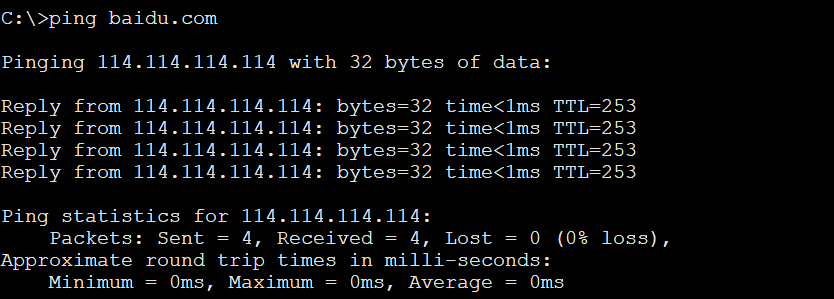 C:\>ping baidu.com
Pinging 114.114.114.114 with 32 bytes of data:
Reply from 114.114.114.114: bytes=32 time<1ms TTL=253
Reply from 114.114.114.114: bytes=32 time<1ms TTL=253
Reply from 114.114.114.114: bytes=32 time<1ms TTL=253
Reply from 114.114.114.114: bytes=32 time<1ms TTL=253
Ping statistics for 114.114.114.114:
    Packets: Sent = 4, Received = 4, Lost = 0 (0% loss),
Approximate round trip times in milli-seconds:
    Minimum = 0ms, Maximum = 0ms, Average = 0ms